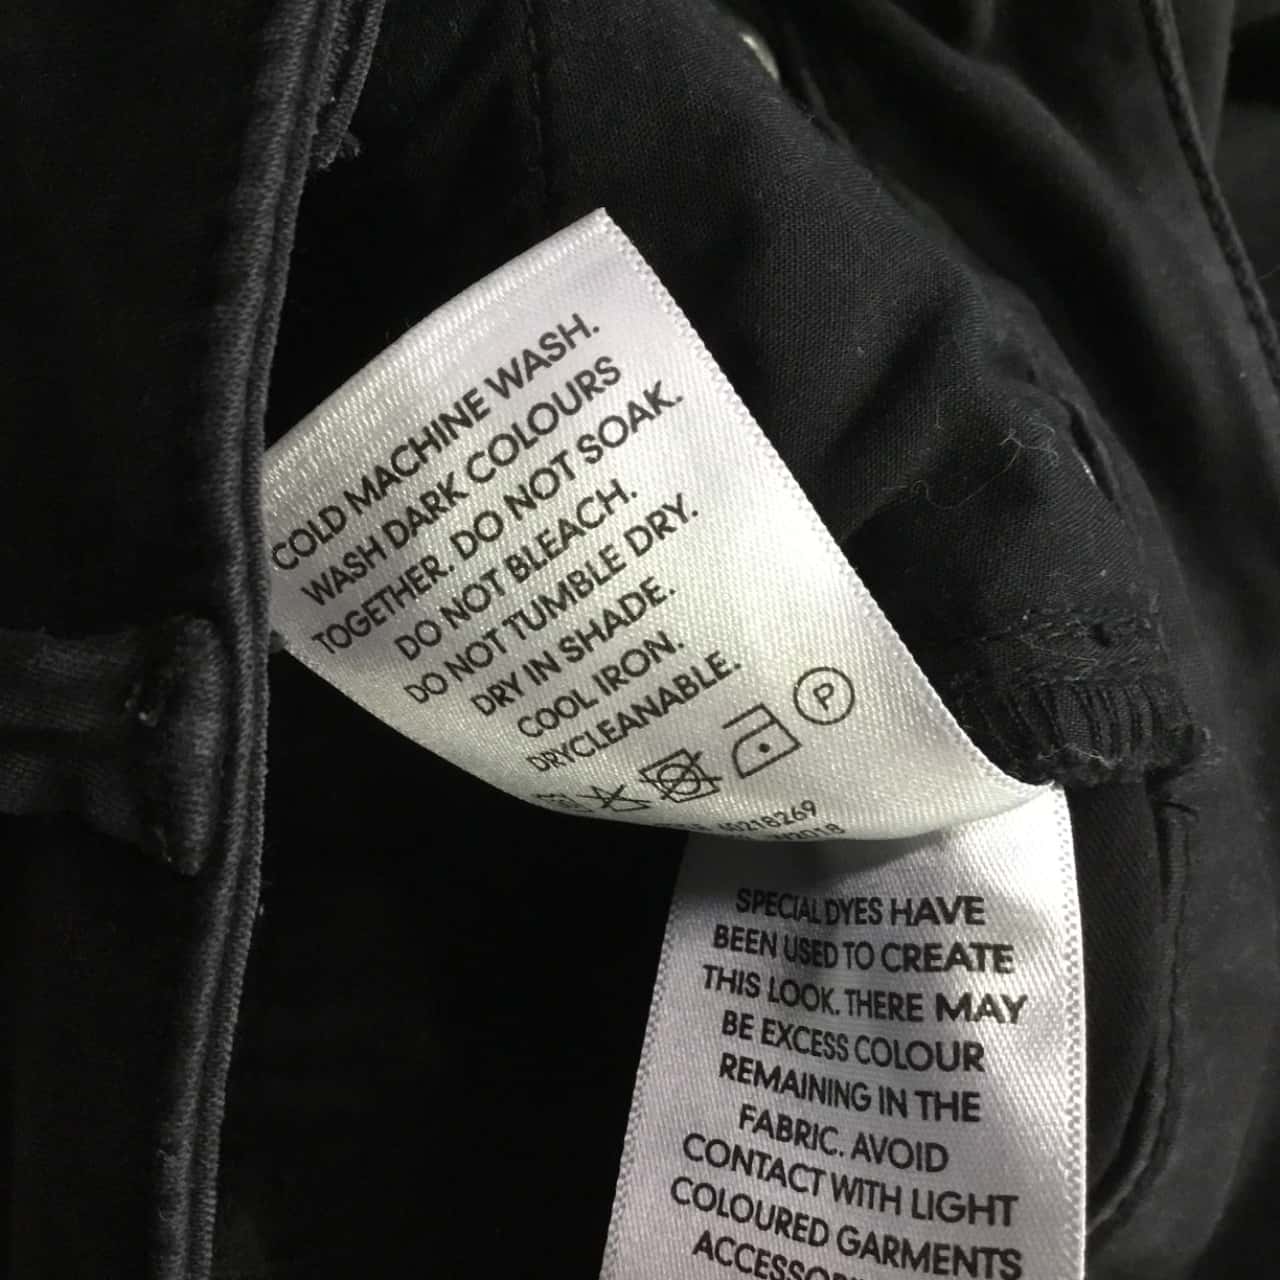 COLD MACHINE WASH.
WASH DARK COLOURS
TOGETHER. DO NOT SOAK.
DO NOT BLEACH.
DO NOT TUMBLE DRY.
DRY IN SHADE.
COOL IRON.
DRYCLEANABLE.
P
60218269
2018
SPECIAL DYES HAVE
BEEN USED TO CREATE
THIS LOOK. THERE MAY
BE EXCESS COLOUR
REMAINING IN THE
FABRIC. AVOID
CONTACT WITH LIGHT
COLOURED GARMENTS